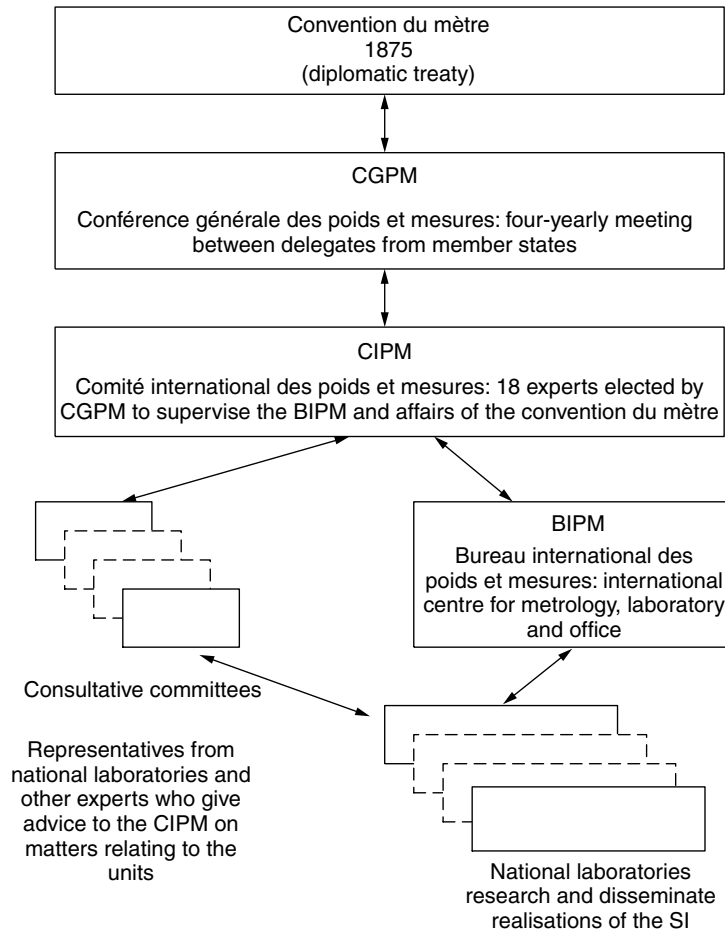 Convention du mètre
1875
(diplomatic treaty)
CGPM
Conférence générale des poids et mesures: four-yearly meeting
between delegates from member states
CIPM
Comité international des poids et mesures: 18 experts elected by
CGPM to supervise the BIPM and affairs of the convention du mètre
BIPM
Bureau international des
poids et mesures: international
centre for metrology, laboratory
and office
Consultative committees
Representatives from
national laboratories and
other experts who give
advice to the CIPM on
matters relating to the
units
National laboratories
research and disseminate
realisations of the SI